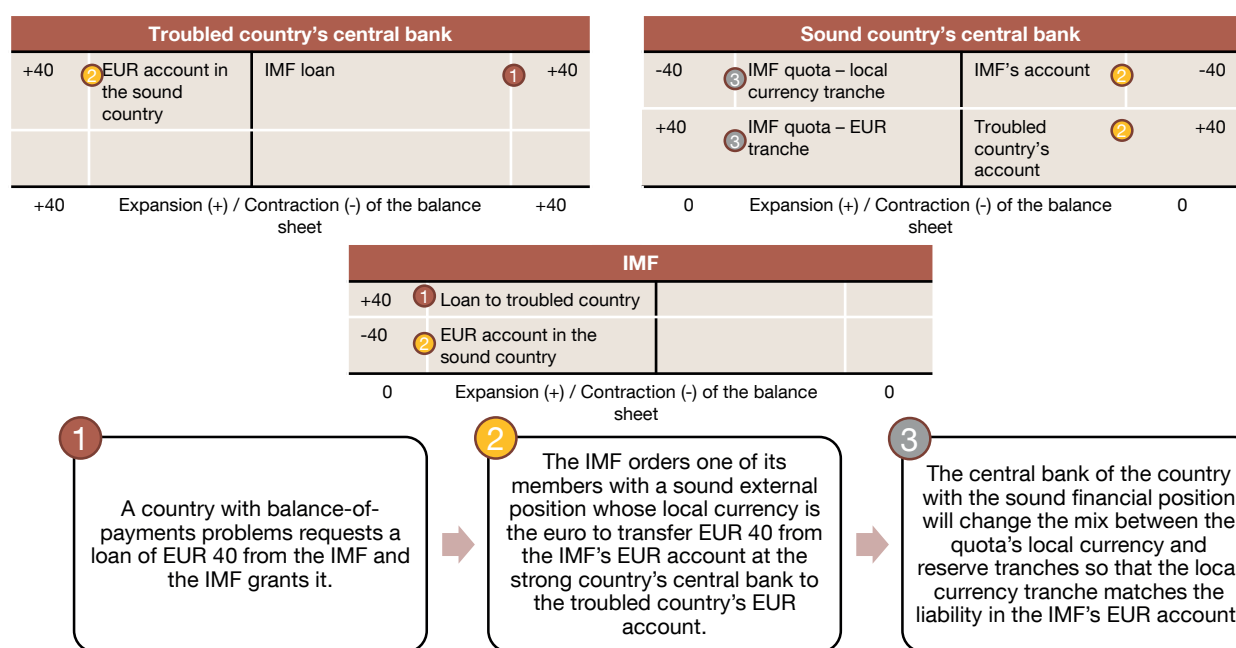 Troubled country's central bank
+40 2 EUR account in the sound country IMF loan 1 +40
+40 Expansion (+) / Contraction (-) of the balance sheet +40
Sound country's central bank
-40 3 IMF quota – local currency tranche IMF's account 2 -40
+40 3 IMF quota – EUR tranche Troubled country's account 2 +40
0 Expansion (+) / Contraction (-) of the balance sheet 0
IMF
+40 1 Loan to troubled country
-40 2 EUR account in the sound country
0 Expansion (+) / Contraction (-) of the balance sheet 0
1
A country with balance-of-
payments problems requests a
loan of EUR 40 from the IMF and
the IMF grants it.
2
The IMF orders one of its
members with a sound external
position whose local currency is
the euro to transfer EUR 40 from
the IMF's EUR account at the
strong country's central bank to
the troubled country's EUR
account.
3
The central bank of the country
with the sound financial position
will change the mix between the
quota's local currency and
reserve tranches so that the local
currency tranche matches the
liability in the IMF's EUR account